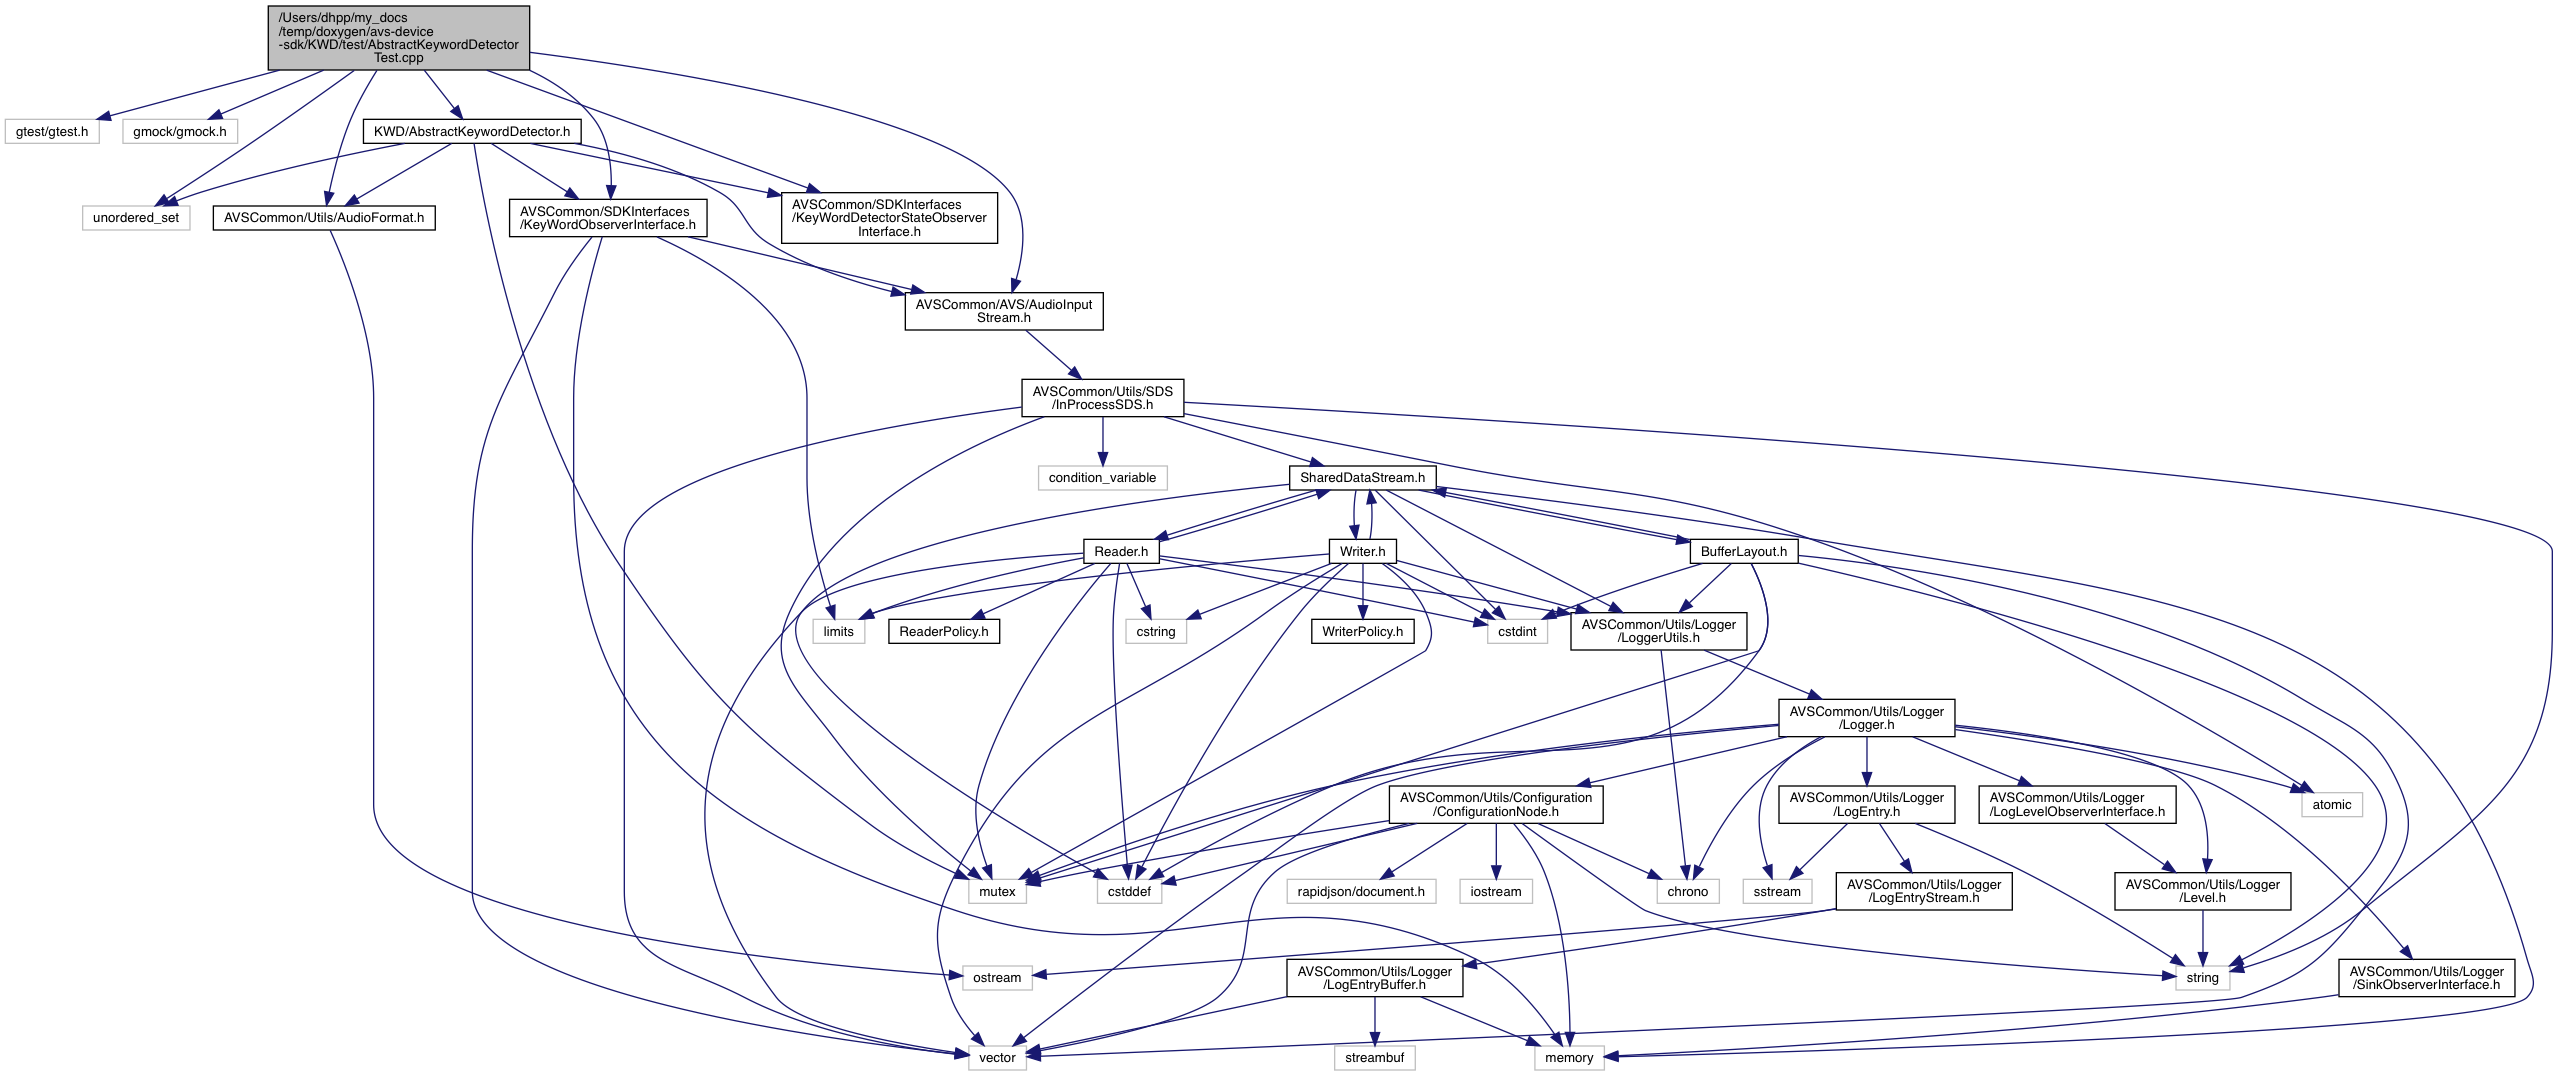 /Users/dhpp/my_docs
/temp/doxygen/avs-device
-sdk/KWD/test/AbstractKeywordDetector
Test.cpp
gtest/gtest.h
gmock/gmock.h
KWD/AbstractKeywordDetector.h
unordered_set
AVSCommon/Utils/AudioFormat.h
AVSCommon/SDKInterfaces
/KeyWordObserverInterface.h
AVSCommon/SDKInterfaces
/KeyWordDetectorStateObserver
Interface.h
AVSCommon/AVS/AudioInput
Stream.h
AVSCommon/Utils/SDS
/InProcessSDS.h
condition_variable
SharedDataStream.h
Reader.h
Writer.h
BufferLayout.h
limits
ReaderPolicy.h
cstring
WriterPolicy.h
cstdint
AVSCommon/Utils/Logger
/LoggerUtils.h
AVSCommon/Utils/Logger
/Logger.h
AVSCommon/Utils/Configuration
/ConfigurationNode.h
AVSCommon/Utils/Logger
/LogEntry.h
AVSCommon/Utils/Logger
/LogLevelObserverInterface.h
atomic
mutex
cstddef
rapidjson/document.h
iostream
chrono
sstream
AVSCommon/Utils/Logger
/LogEntryStream.h
AVSCommon/Utils/Logger
/Level.h
ostream
AVSCommon/Utils/Logger
/LogEntryBuffer.h
string
AVSCommon/Utils/Logger
/SinkObserverInterface.h
vector
streambuf
memory